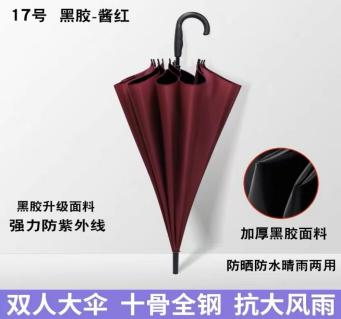 17号 黑胶-酱红
黑胶升级面料
强力防紫外线
加厚黑胶面料
防晒防水晴雨两用
双人大伞 十骨全钢 抗大风雨